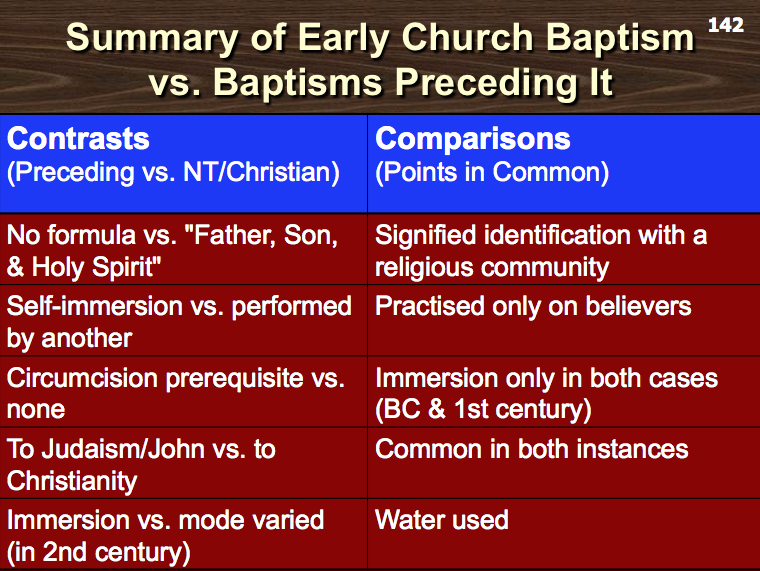 Summary of Early Church Baptism
vs. Baptisms Preceding It
142
Contrasts
(Preceding vs. NT/Christian)
Comparisons
(Points in Common)
No formula vs. "Father, Son,
& Holy Spirit"
Signified identification with a
religious community
Self-immersion vs. performed
by another
Practised only on believers
Circumcision prerequisite vs.
none
Immersion only in both cases
(BC & 1st century)
To Judaism/John vs. to
Christianity
Common in both instances
Immersion vs. mode varied
(in 2nd century)
Water used